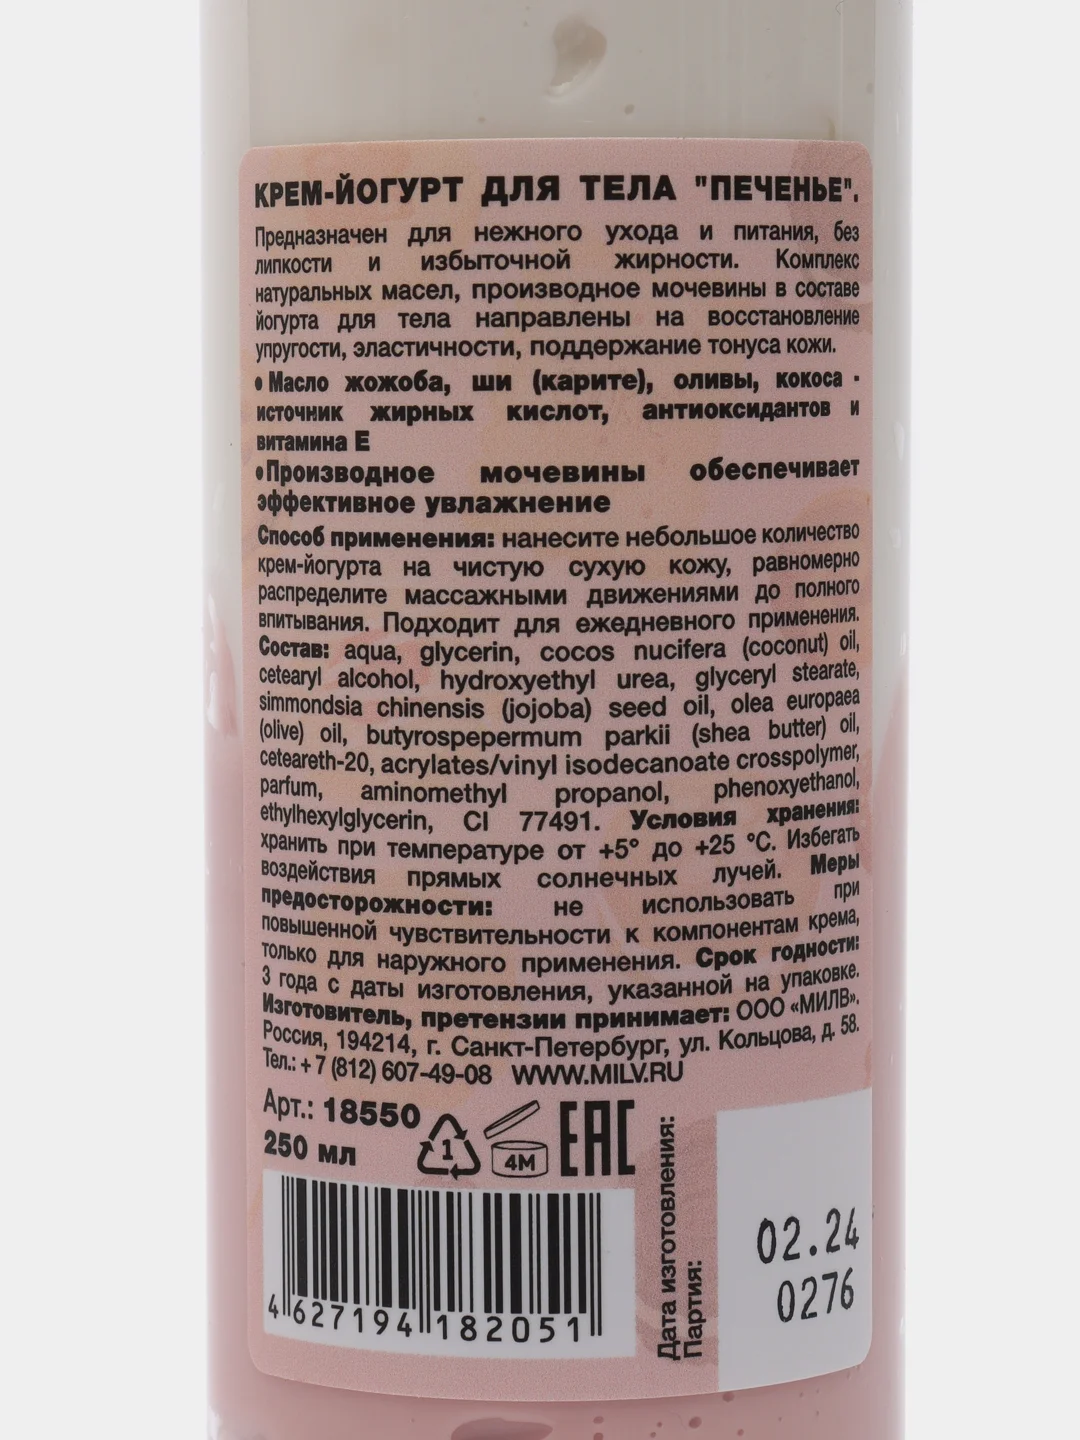 КРЕМ-ЙОГУРТ ДЛЯ ТЕЛА "ПЕЧЕНЬЕ".
Предназначен для нежного ухода и питания, без
липкости и избыточной жирности. Комплекс
натуральных масел, производное мочевины в составе
йогурта для тела направлены на восстановление
упругости, эластичности, поддержание тонуса кожи.
• Масло жожоба, ши (карите), оливы, кокоса -
источник жирных кислот, антиоксидантов и
витамина Е
•Производное мочевины обеспечивает
эффективное увлажнение
Способ применения: нанесите небольшое количество
крем-йогурта на чистую сухую кожу, равномерно
распределите массажными движениями до полного
впитывания. Подходит для ежедневного применения.
Состав: aqua, glycerin, cocos nucifera (coconut) oil,
cetearyl alcohol, hydroxyethyl urea, glyceryl stearate,
simmondsia chinensis (jojoba) seed oil, olea europaea
(olive) oil, butyrospepermum parkii (shea butter) oil,
ceteareth-20, acrylates/vinyl isodecanoate crosspolymer,
parfum, aminomethyl propanol, phenoxyethanol,
ethylhexylglycerin, CI 77491. Условия хранения:
хранить при температуре от +5° до +25 °С. Избегать
воздействия прямых солнечных лучей. Меры
предосторожности: не использовать при
повышенной чувствительности к компонентам крема,
только для наружного применения. Срок годности:
3 года с даты изготовления, указанной на упаковке.
Изготовитель, претензии принимает: ООО «МИЛВ».
Россия, 194214, г. Санкт-Петербург, ул. Кольцова, д. 58.
Тел.: + 7 (812) 607-49-08 WWW.MILV.RU
Арт.: 18550
250 мл
1
4М
ЕАС
Дата изготовления:
Партия:
02.24
0276
4 627194 182051